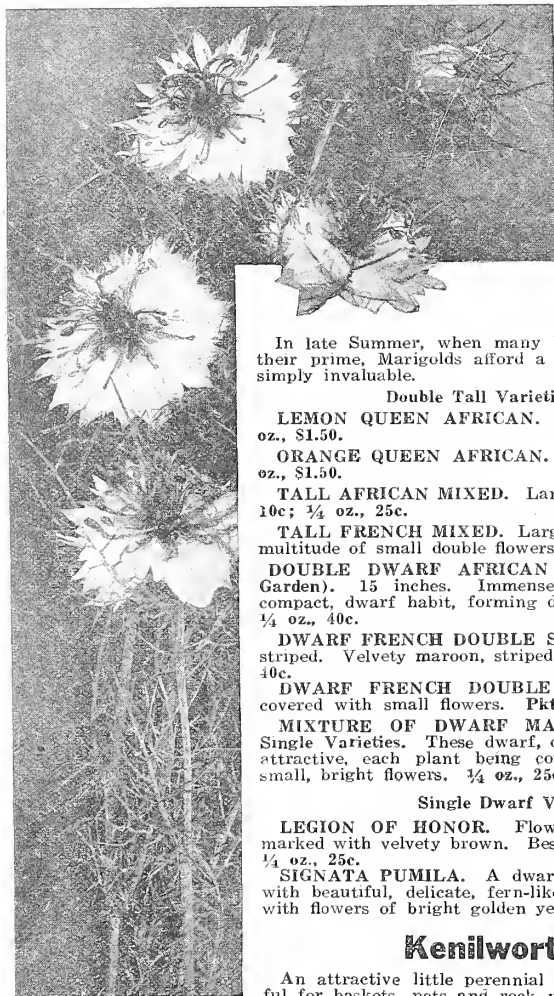 In late Summer, when many
their prime, Marigolds afford a
simply invaluable.
Double Tall Varieti
LEMON QUEEN AFRICAN.
oz., $1.50.
ORANGE QUEEN AFRICAN.
oz., $1.50.
TALL AFRICAN MIXED. Lar
10c; ¼ oz., 25c.
TALL FRENCH MIXED. Larg
multitude of small double flowers
DOUBLE DWARF AFRICAN
Garden). 15 inches. Immense
compact, dwarf habit, forming d
¼ oz., 40c.
DWARF FRENCH DOUBLE S
striped. Velvety maroon, striped
40c.
DWARF FRENCH DOUBLE
covered with small flowers. Pkt
MIXTURE OF DWARF MA
Single Varieties. These dwarf, c
attractive, each plant being co
small, bright flowers. ¼ oz., 25c
Single Dwarf V
LEGION OF HONOR. Flow
marked with velvety brown. Bes
¼ oz., 25c.
SIGNATA PUMILA. A dwar
with beautiful, delicate, fern-like
with flowers of bright golden ye
Kenilwort
An attractive little perennial
ful for baskets, pots and rock